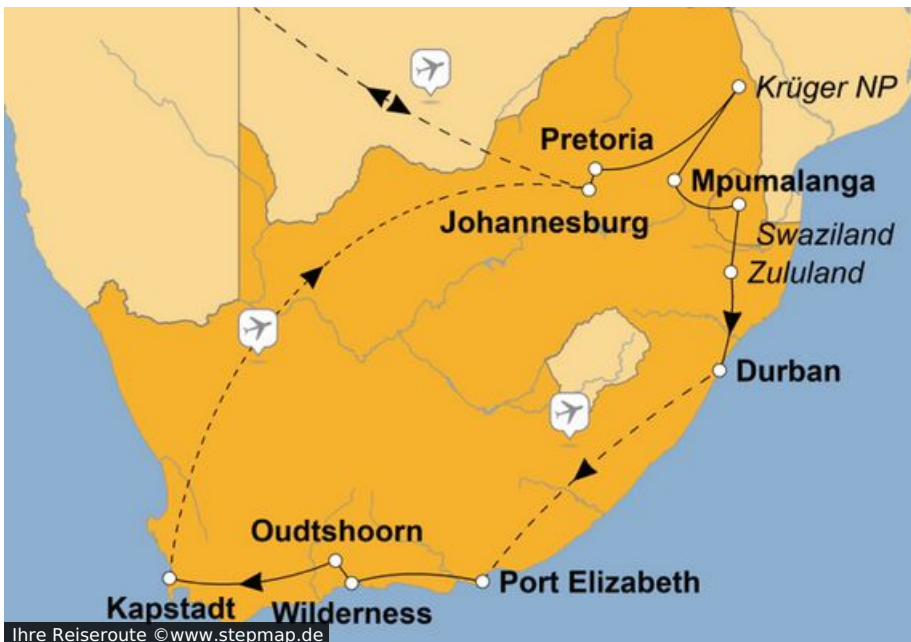 Krüger NP
Pretoria
Mpumalanga
Johannesburg
Swaziland
Zululand
Durban
Oudtshoorn
Port Elizabeth
Kapstadt
Wilderness
Ihre Reiseroute ©www.stepmap.de